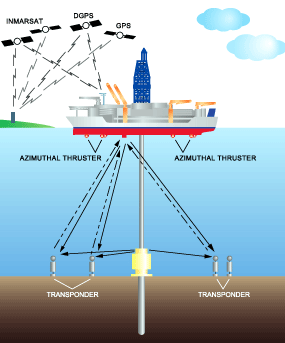 DGPS
INMARSAT
GPS
AZIMUTHAL THRUSTER
AZIMUTHAL THRUSTER
TRANSPONDER
TRANSPONDER